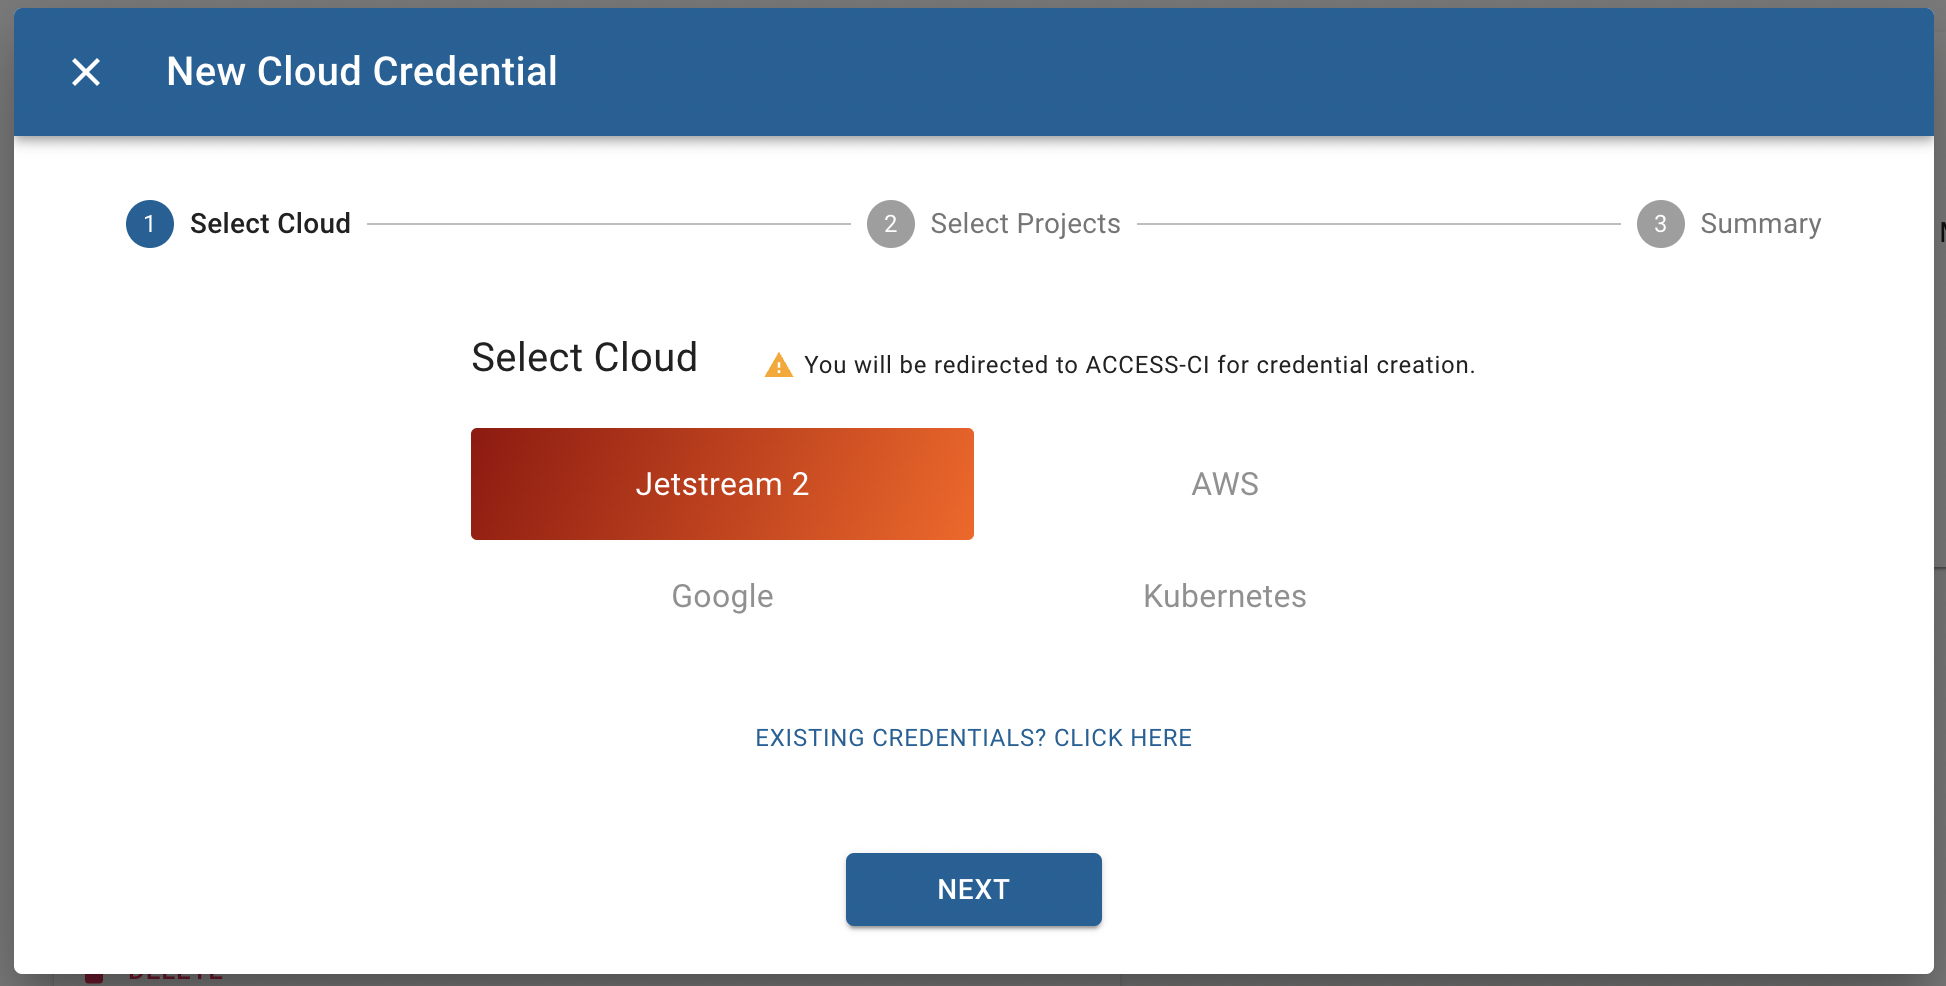 New Cloud Credential
1 Select Cloud 2 Select Projects 3 Summary
Select Cloud You will be redirected to ACCESS-CI for credential creation.
Jetstream 2 AWS
Google Kubernetes
EXISTING CREDENTIALS? CLICK HERE
NEXT
DELETE